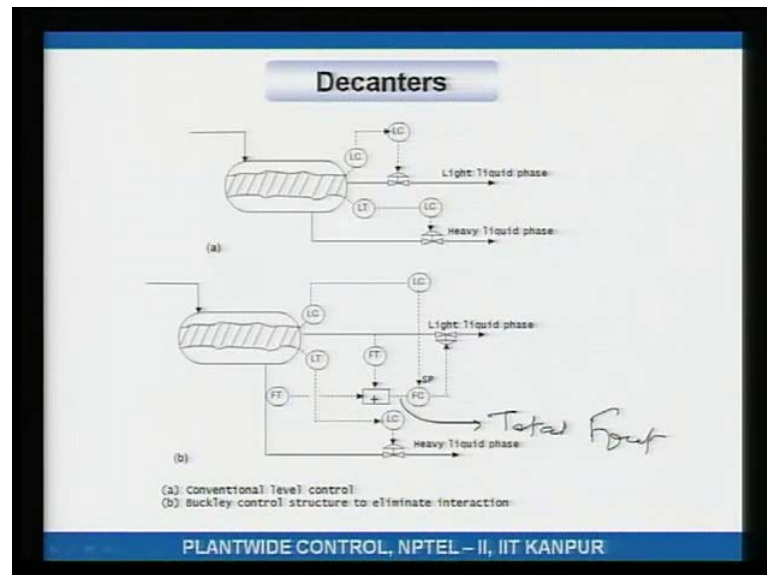 Decanters
LC
LC
Light liquid phase
LT
LC
Heavy liquid phase
(a)
LC
LC
Light liquid phase
FT
LT
SP
FT
+
FC
Total Fout
LC
Heavy liquid phase
(b)
(a) Conventional level control
(b) Buckley control structure to eliminate interaction
PLANTWIDE CONTROL, NPTEL – II, IIT KANPUR